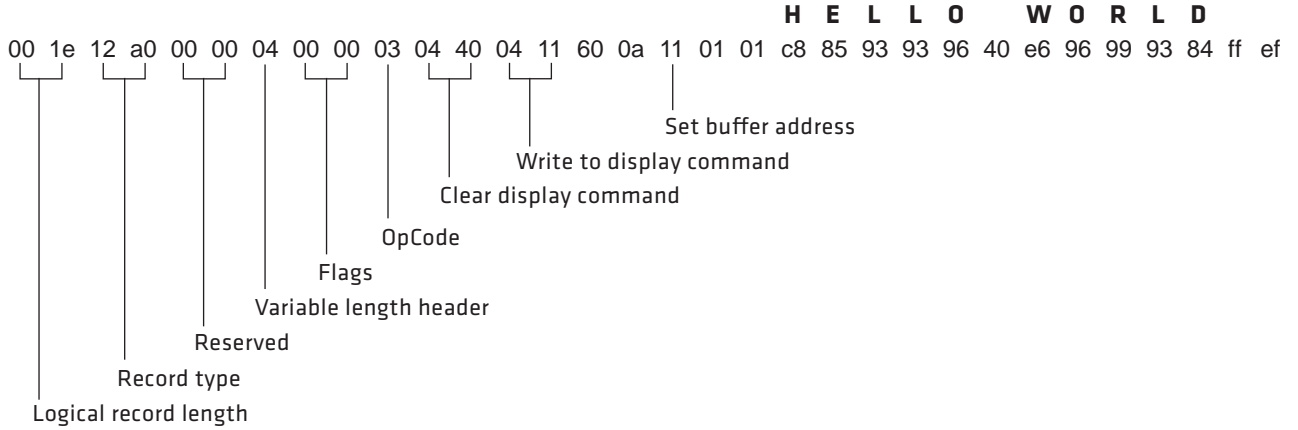 H E L L O W O R L D
00 1e 12 a0 00 00 04 00 00 03 04 40 04 11 60 0a 11 01 01 c8 85 93 93 96 40 e6 96 99 93 84 ff ef
Set buffer address
Write to display command
Clear display command
OpCode
Flags
Variable length header
Reserved
Record type
Logical record length